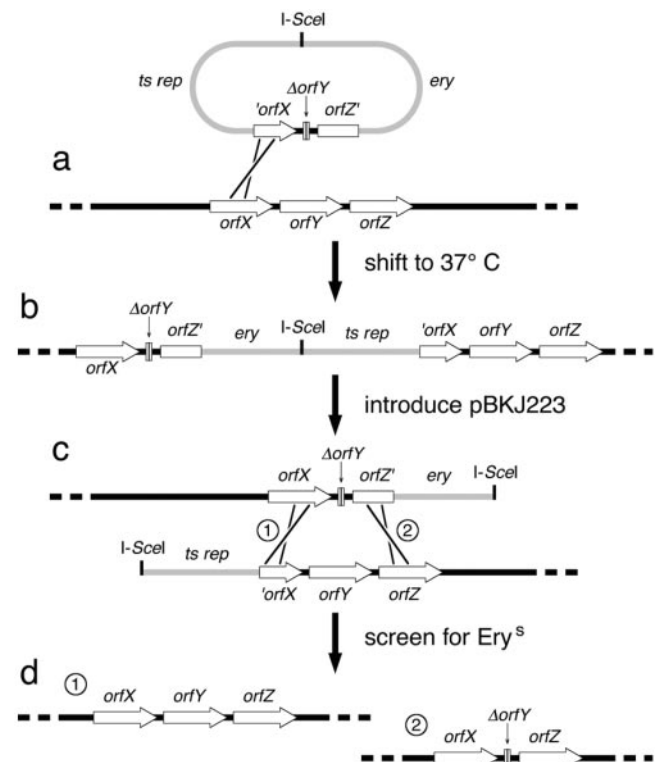 I-SceI
ts rep
ery
ΔorfY
'orfX
orfZ'
a
orfX
orfY
orfZ
shift to 37° C
b
ΔorfY
I-SceI
orfZ'
ery
ts rep
'orfX
orfY
orfZ
orfX
introduce pBKJ223
c
ΔorfY
orfX
orfZ'
ery
I-SceI
1
2
I-SceI
ts rep
'orfX
orfY
orfZ
screen for Ery^s
d
1
orfX
orfY
orfZ
2
ΔorfY
orfX
orfZ